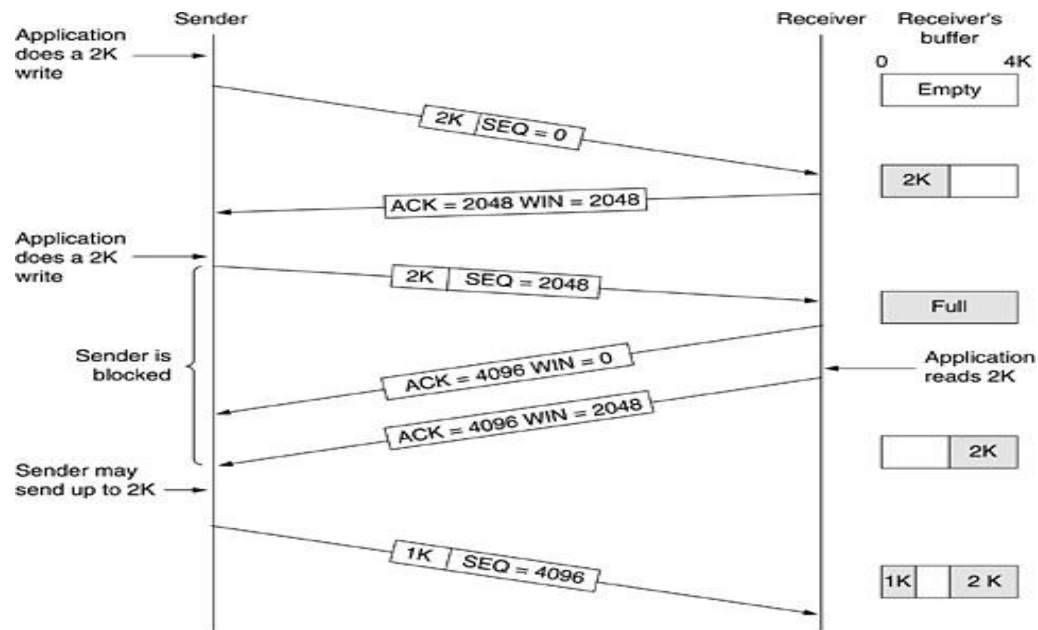 Sender
Receiver
Receiver's
buffer
Application
does a 2K
write
0 4K
Empty
2K SEQ = 0
2K
ACK = 2048 WIN = 2048
Application
does a 2K
write
2K SEQ = 2048
Full
Sender is
blocked
ACK = 4096 WIN = 0
Application
reads 2K
ACK = 4096 WIN = 2048
2K
Sender may
send up to 2K
1K SEQ = 4096
1K 2 K